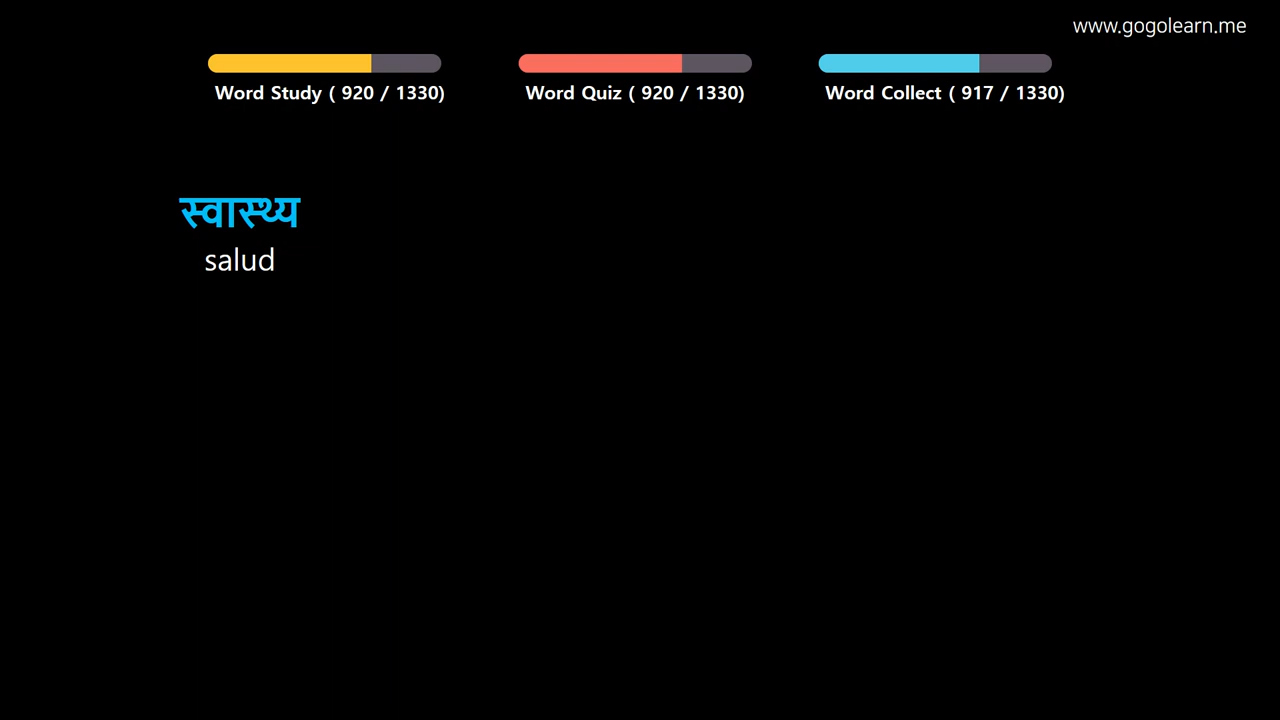 www.gogolearn.me
Word Study ( 920 / 1330)
Word Quiz ( 920 / 1330)
Word Collect ( 917 / 1330)
स्वास्थ्य
salud